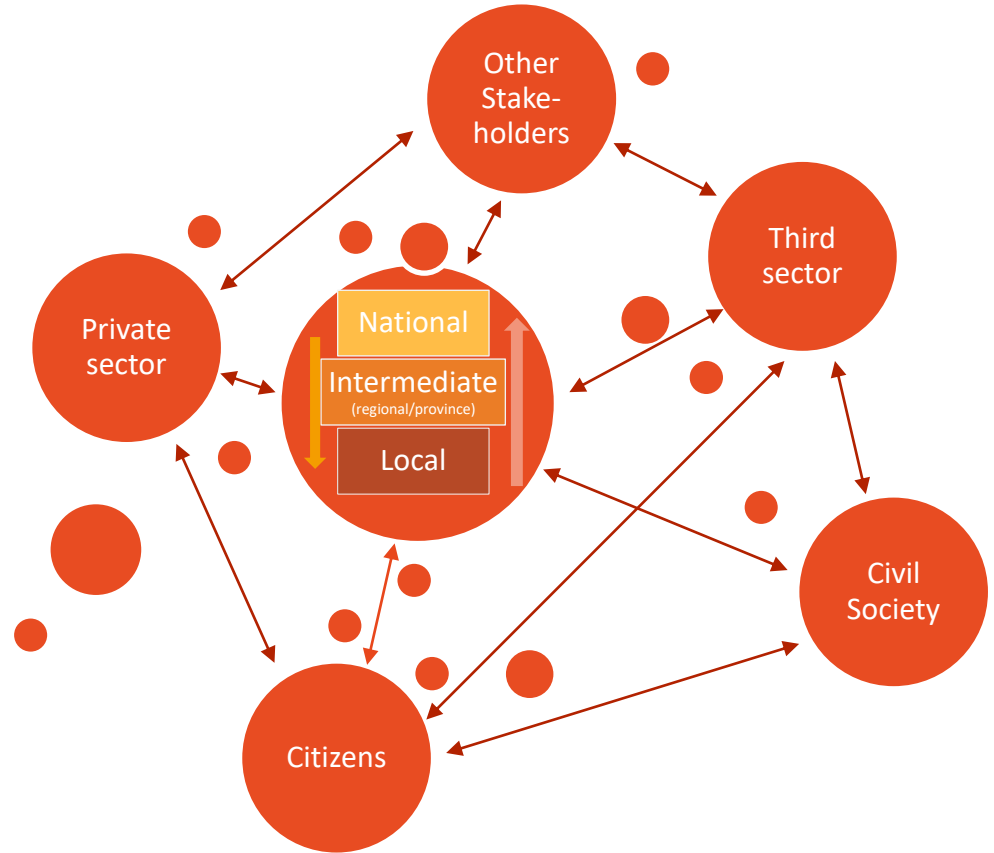 Other
Stake-
holders
Third
sector
Private
sector
National
Intermediate
(regional/province)
Local
Civil
Society
Citizens